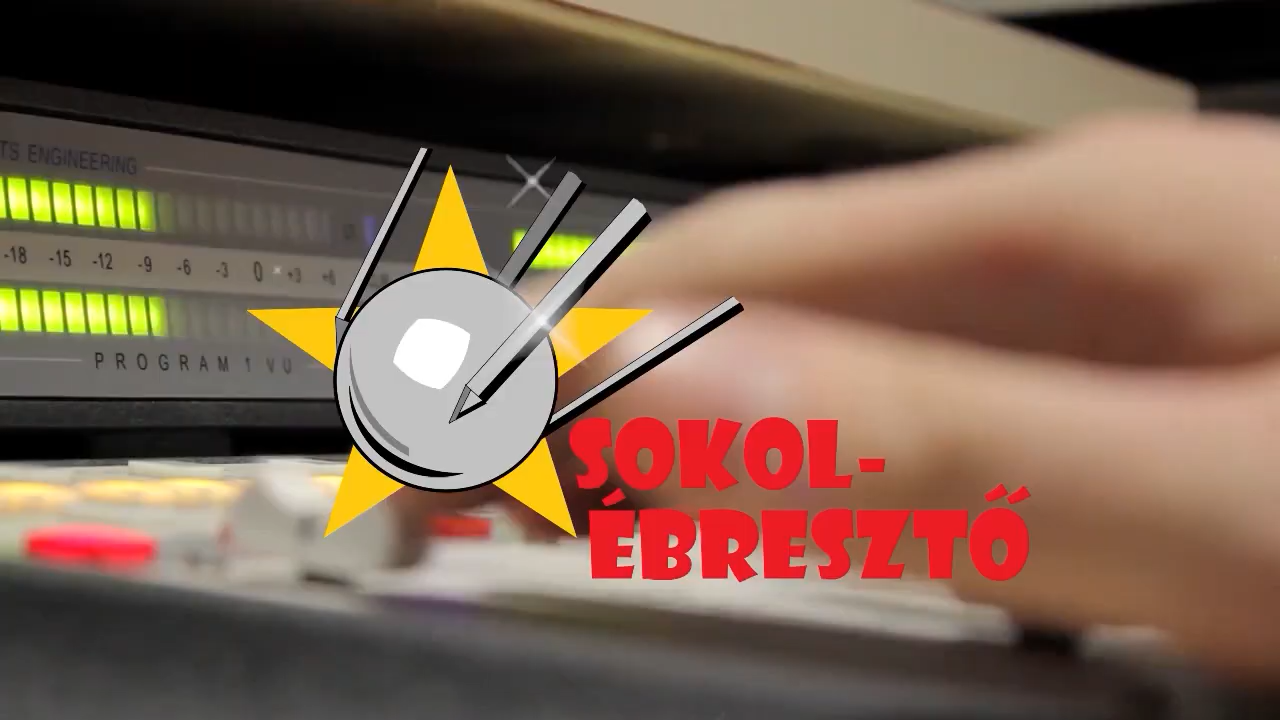 TS ENGINEERING
-18 -15 -12 -9 -6 -3 0 +3 +6
PROGRAM 1 VU
SOKOL-
ÉBRESZTŐ